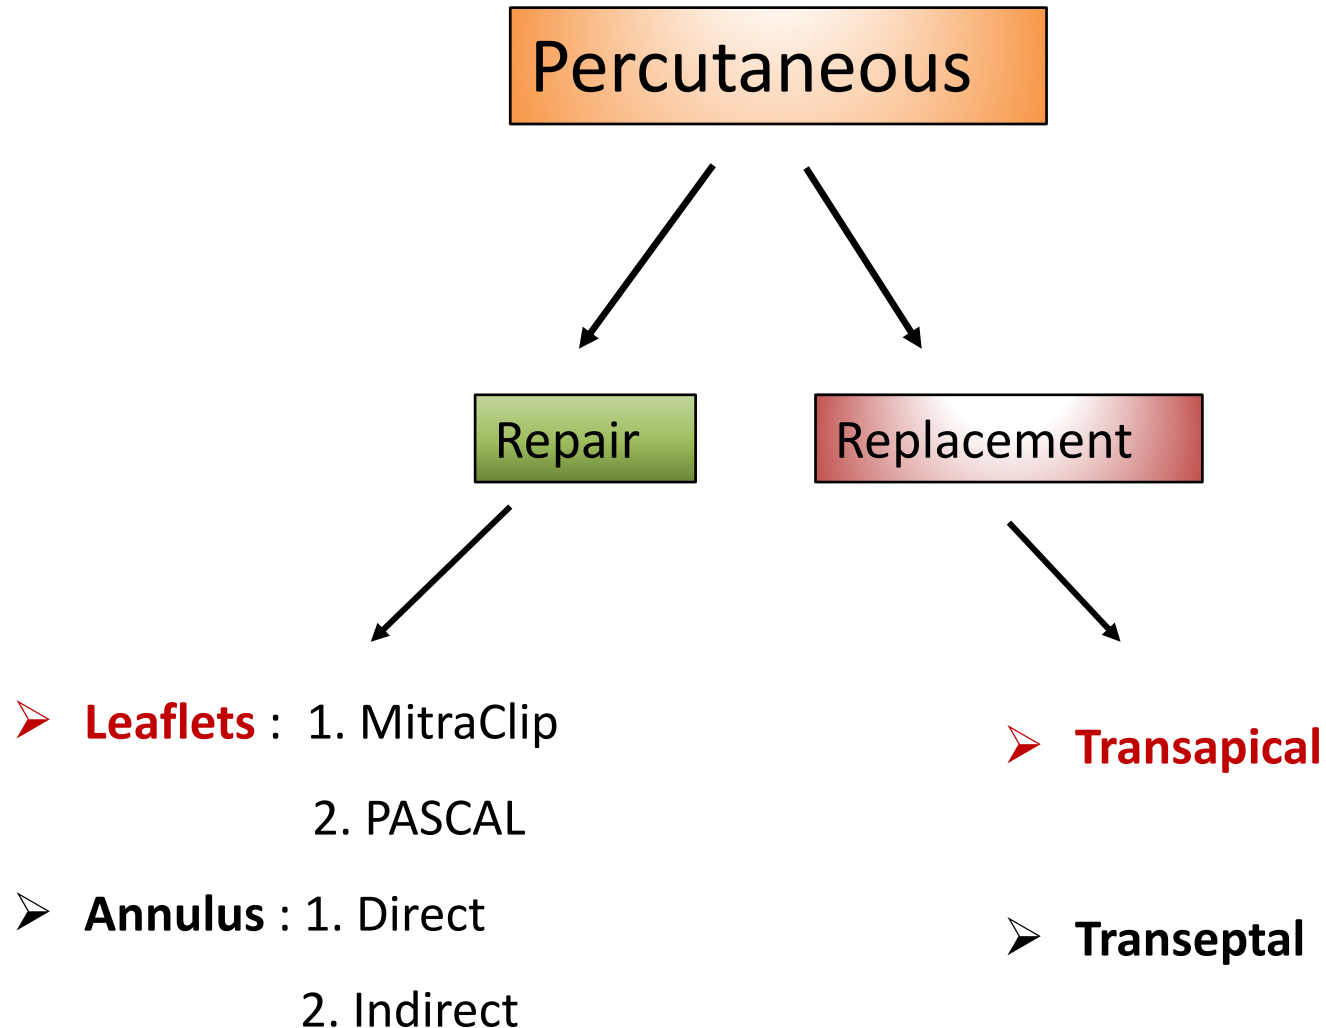 Percutaneous
Repair
Replacement
Leaflets : 1. MitraClip
2. PASCAL
Annulus : 1. Direct
2. Indirect
Transapical
Transeptal